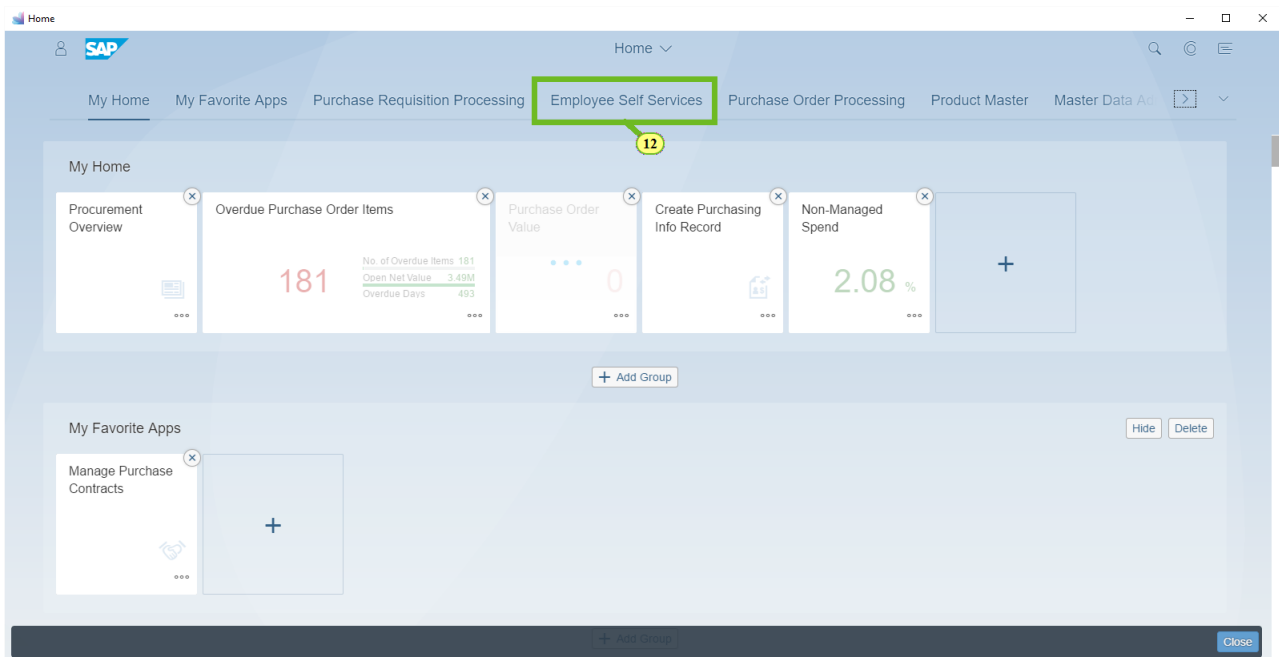 Home
SAP
Home
My Home My Favorite Apps Purchase Requisition Processing Employee Self Services Purchase Order Processing Product Master Master Data Ad
12
My Home
Procurement Overview
Overdue Purchase Order Items
181
No. of Overdue Items 181
Open Net Value 3.49M
Overdue Days 493
Purchase Order Value
0
Create Purchasing Info Record
Non-Managed Spend
2.08 %
+ Add Group
My Favorite Apps
Hide Delete
Manage Purchase Contracts
+ Add Group
Close